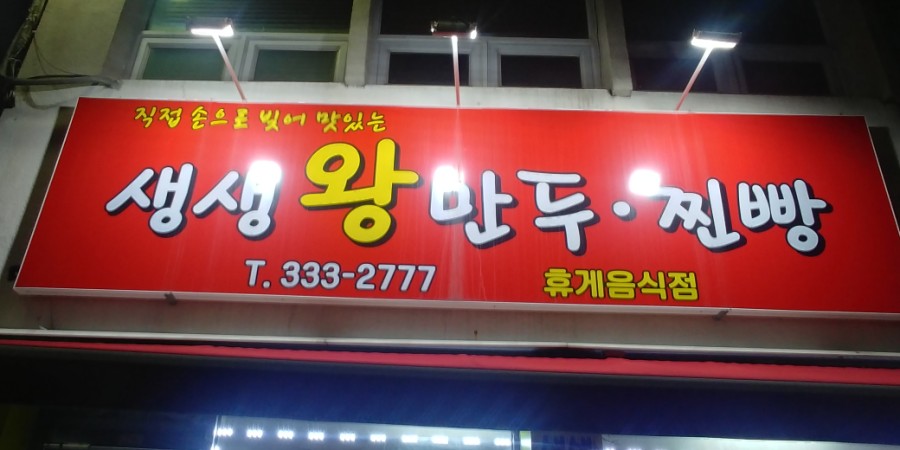 직접 손으로 빚어 맛있는
생생 왕만두·찐빵
T. 333-2777 휴게음식점